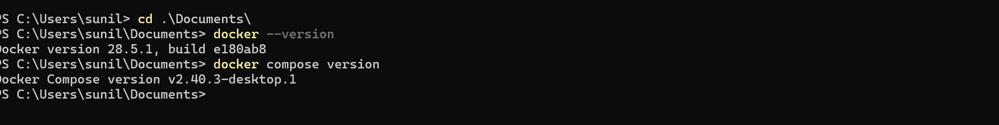 PS C:\Users\sunil> cd .\Documents\
PS C:\Users\sunil\Documents> docker --version
Docker version 28.5.1, build e180ab8
PS C:\Users\sunil\Documents> docker compose version
Docker Compose version v2.40.3-desktop.1
PS C:\Users\sunil\Documents>